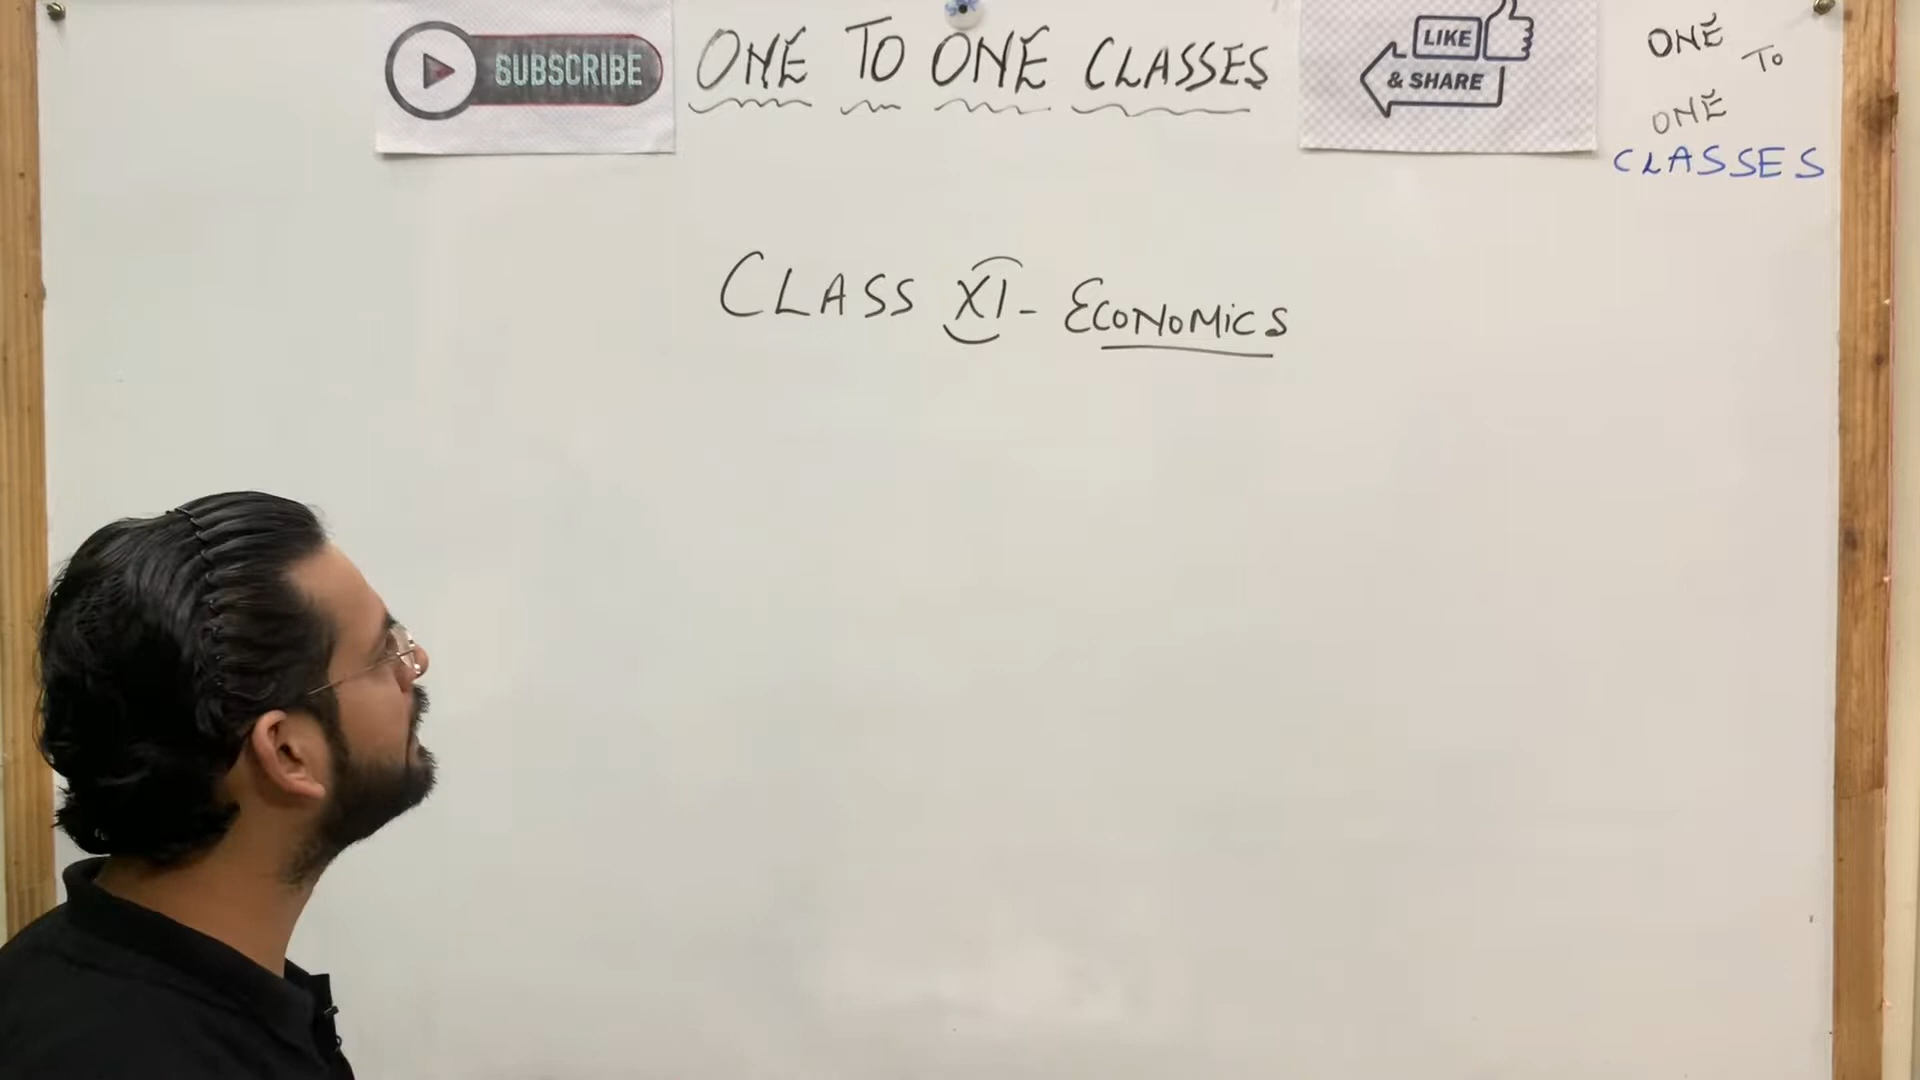 SUBSCRIBE
ONE TO ONE CLASSES
LIKE
& SHARE
ONE
TO
ONE
CLASSES
CLASS XI - ECONOMICS